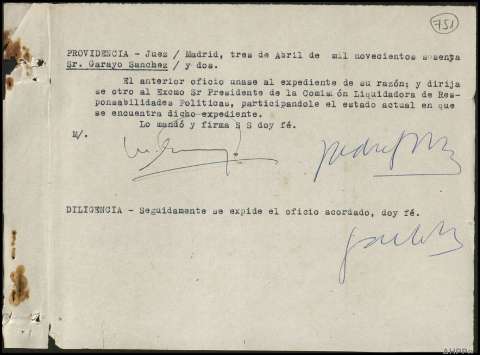 751
PROVIDENCIA - Juez / Madrid, tres de Abril de mil novecientos sesenya
Sr. Garayo Sanchez / y dos.
El anterior oficio unase al expediente de su razón; y dirija
se otro al Excmo Sr Presidente de la Comisión Liquidadora de Res-
ponsabilidades Politicas, participandole el estado actual en que
se encuentra dicho expediente.
Lo mandó y firma S S doy fé.
M/.
DILIGENCIA - Seguidamente se expide el oficio acordado, doy fé.